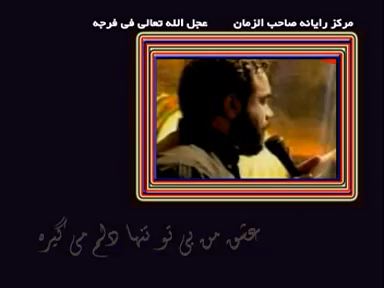 مرکز رایانه صاحب الزمان عجل الله تعالی فی فرجه
عشق من بی تو تنها دلم می گیره